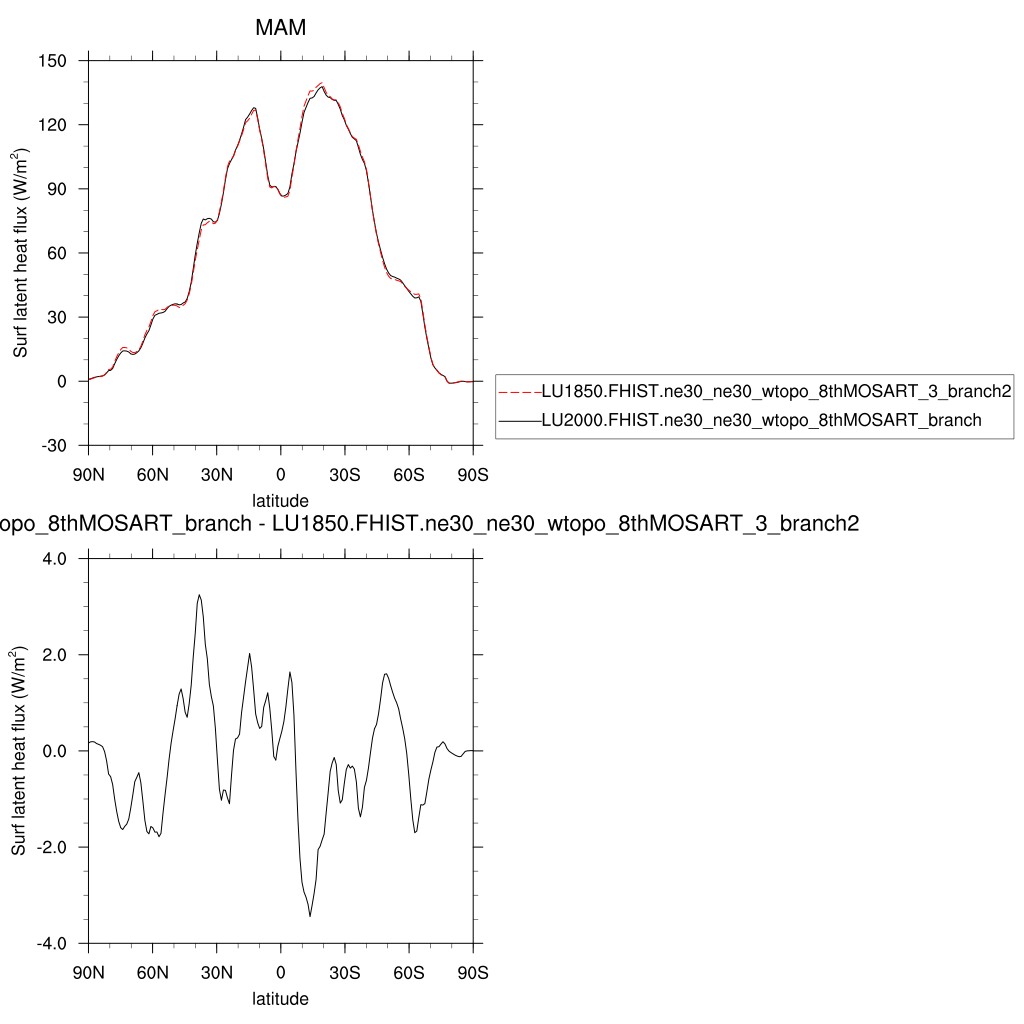 MAM
150
120
90
60
30
0
-30
Surf latent heat flux (W/m²)
90N 60N 30N 0 30S 60S 90S
latitude
LU1850.FHIST.ne30_ne30_wtopo_8thMOSART_3_branch2
LU2000.FHIST.ne30_ne30_wtopo_8thMOSART_branch
opo_8thMOSART_branch - LU1850.FHIST.ne30_ne30_wtopo_8thMOSART_3_branch2
4.0
2.0
0.0
-2.0
-4.0
Surf latent heat flux (W/m²)
90N 60N 30N 0 30S 60S 90S
latitude